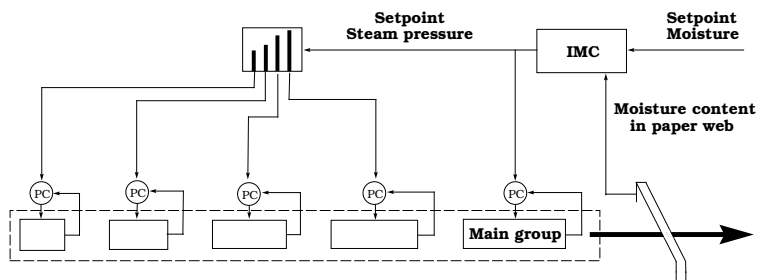 Setpoint
Steam pressure
IMC
Setpoint
Moisture
Moisture content
in paper web
PC
PC
PC
PC
PC
Main group